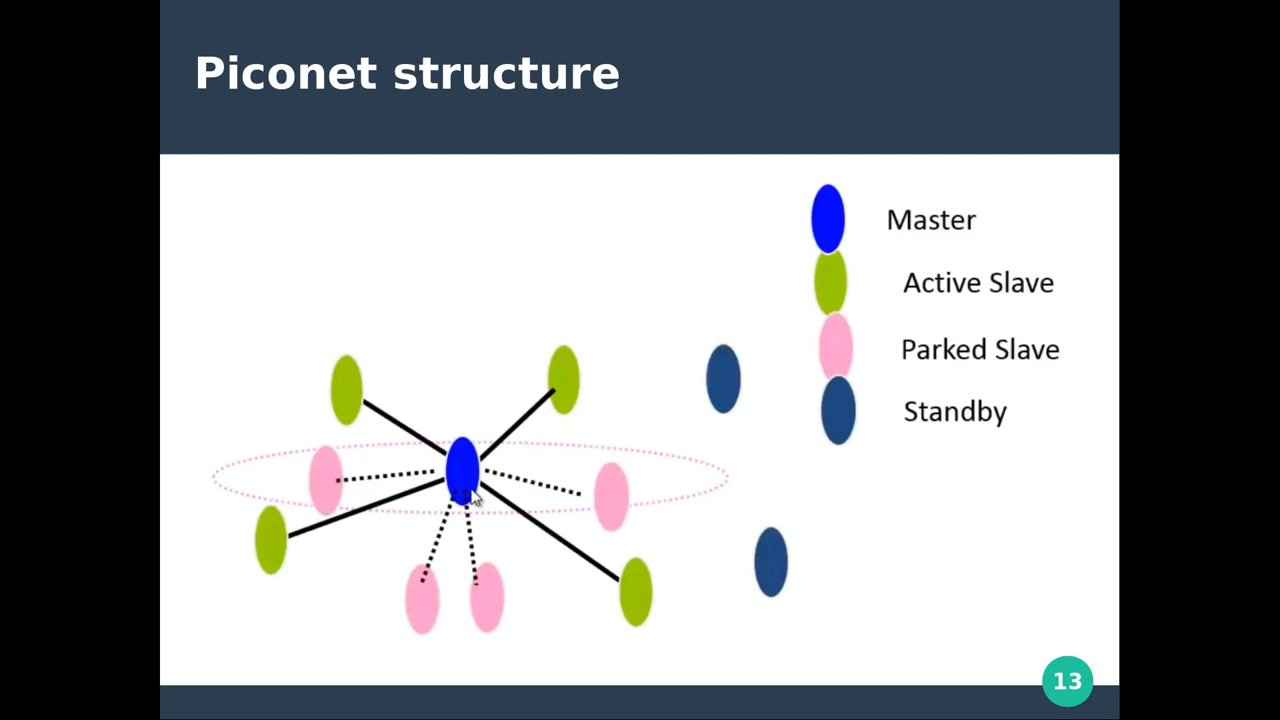 Piconet structure
Master
Active Slave
Parked Slave
Standby
13